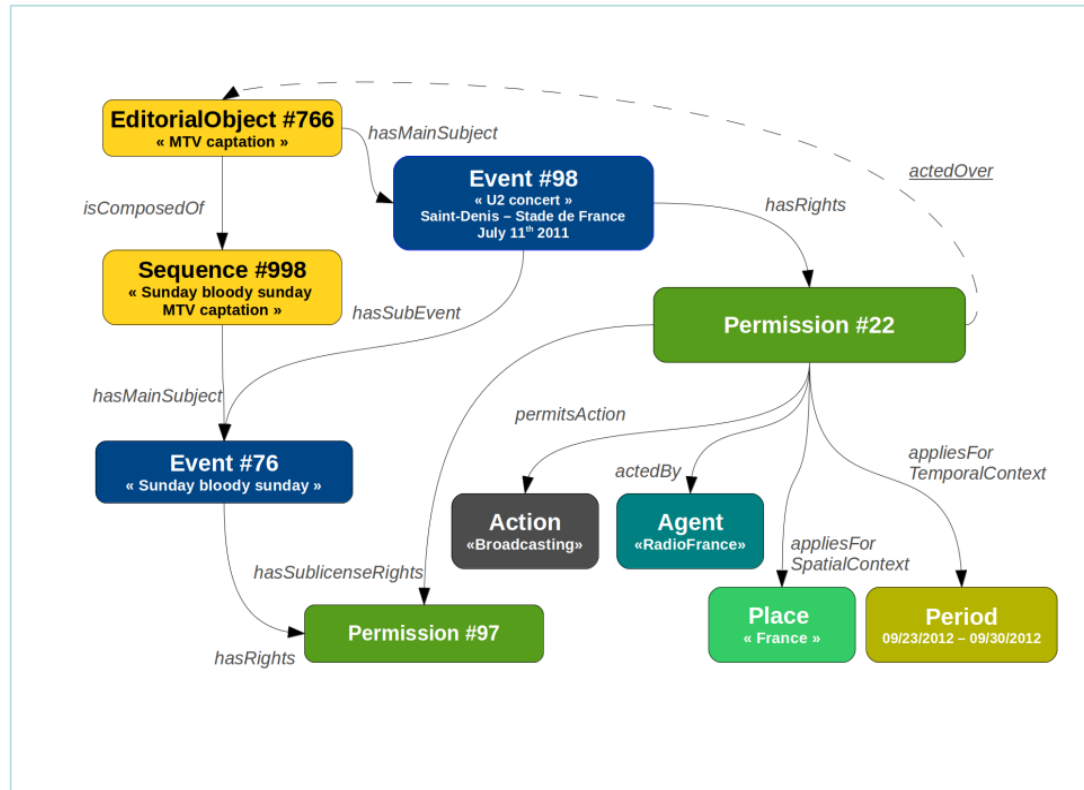 EditorialObject #766
« MTV captation »
hasMainSubject
Event #98
« U2 concert »
Saint-Denis – Stade de France
July 11th 2011
actedOver
isComposedOf
hasRights
Sequence #998
« Sunday bloody sunday
MTV captation »
hasSubEvent
Permission #22
hasMainSubject
permitsAction
Event #76
« Sunday bloody sunday »
actedBy
appliesFor
TemporalContext
Action
«Broadcasting»
Agent
«RadioFrance»
appliesFor
SpatialContext
hasSublicenseRights
Place
« France »
Period
09/23/2012 – 09/30/2012
Permission #97
hasRights